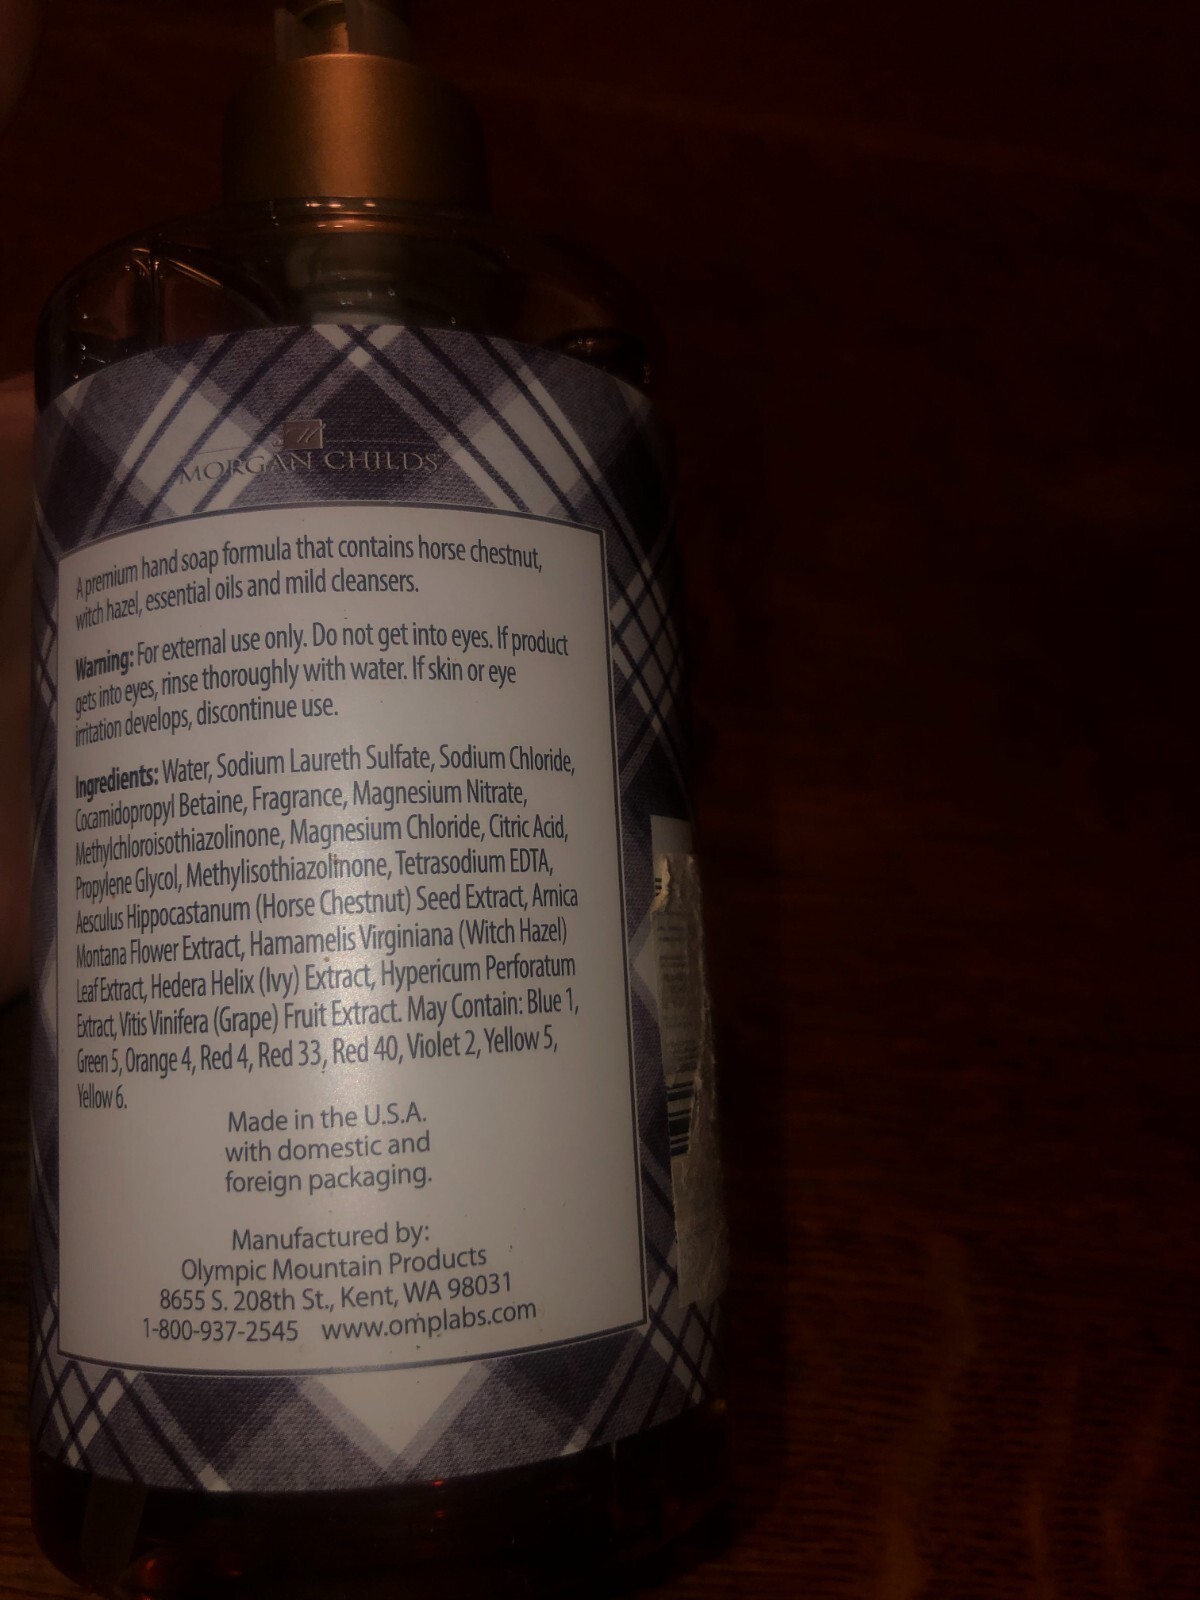 MORGAN CHILDS
A premium hand soap formula that contains horse chestnut,
witch hazel, essential oils and mild cleansers.
Warning: For external use only. Do not get into eyes. If product
gets into eyes, rinse thoroughly with water. If skin or eye
irritation develops, discontinue use.
Ingredients: Water, Sodium Laureth Sulfate, Sodium Chloride,
Cocamidopropyl Betaine, Fragrance, Magnesium Nitrate,
Methylchloroisothiazolinone, Magnesium Chloride, Citric Acid,
Propylene Glycol, Methylisothiazolinone, Tetrasodium EDTA,
Aesculus Hippocastanum (Horse Chestnut) Seed Extract, Arnica
Montana Flower Extract, Hamamelis Virginiana (Witch Hazel)
Leaf Extract, Hedera Helix (Ivy) Extract, Hypericum Perforatum
Extract, Vitis Vinifera (Grape) Fruit Extract. May Contain: Blue 1,
Green 5, Orange 4, Red 4, Red 33, Red 40, Violet 2, Yellow 5,
Yellow 6.
Made in the U.S.A.
with domestic and
foreign packaging.
Manufactured by:
Olympic Mountain Products
8655 S. 208th St., Kent, WA 98031
1-800-937-2545 www.omplabs.com